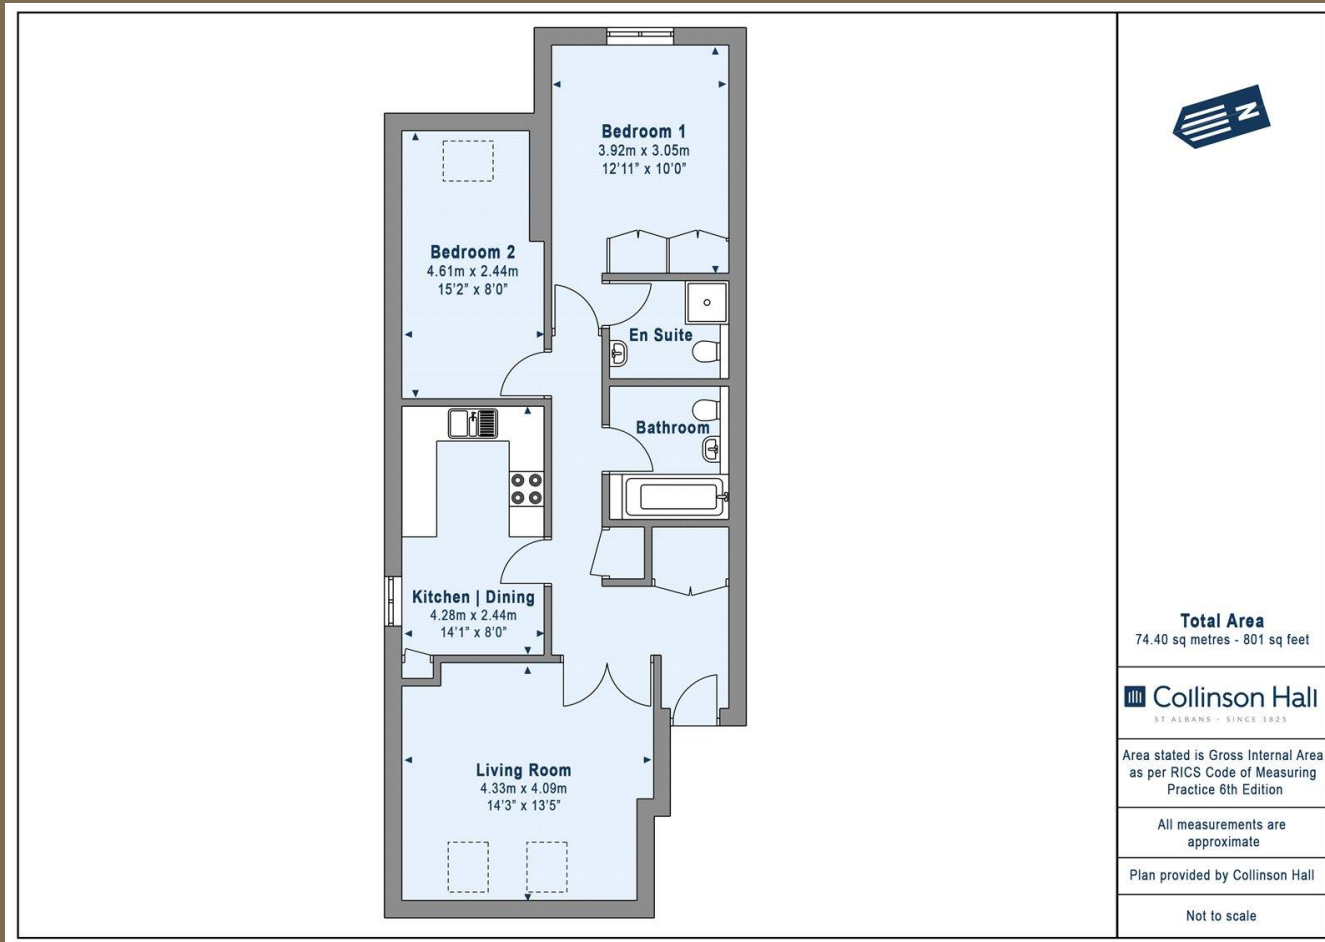 Bedroom 1
3.92m x 3.05m
12'11" x 10'0"
Bedroom 2
4.61m x 2.44m
15'2" x 8'0"
En Suite
Bathroom
Kitchen | Dining
4.28m x 2.44m
14'1" x 8'0"
Living Room
4.33m x 4.09m
14'3" x 13'5"
N
Total Area
74.40 sq metres - 801 sq feet
Collinson Hall
ST ALBANS - SINCE 1825
Area stated is Gross Internal Area
as per RICS Code of Measuring
Practice 6th Edition
All measurements are
approximate
Plan provided by Collinson Hall
Not to scale